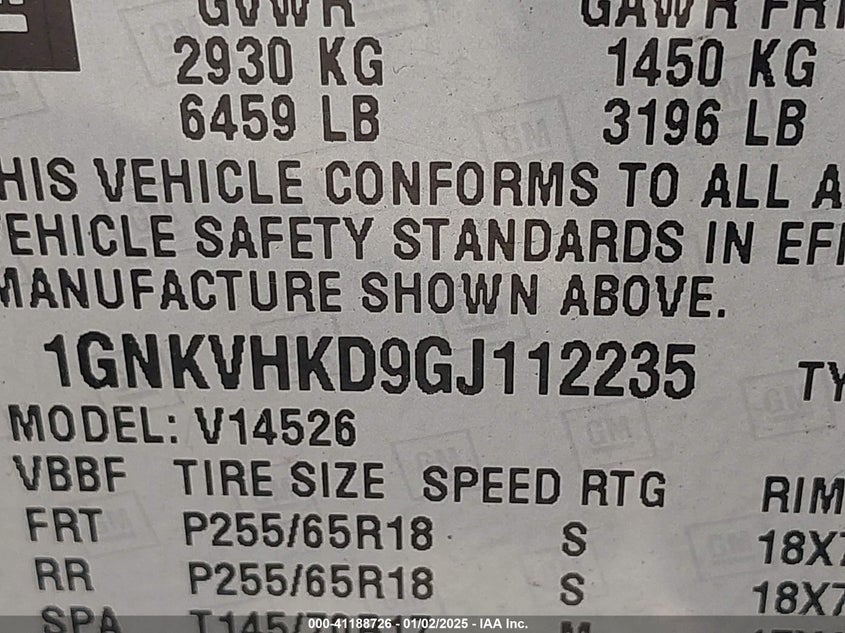 GVWR GAWR FR
2930 KG 1450 KG
6459 LB 3196 LB
HIS VEHICLE CONFORMS TO ALL A
EHICLE SAFETY STANDARDS IN EF
MANUFACTURE SHOWN ABOVE.
1GNKVHKD9GJ112235 TY
MODEL: V14526
VBBF TIRE SIZE SPEED RTG RIM
FRT P255/65R18 S 18X7
RR P255/65R18 S 18X7
SPA
000-41188726 - 01/02/2025 - IAA Inc.